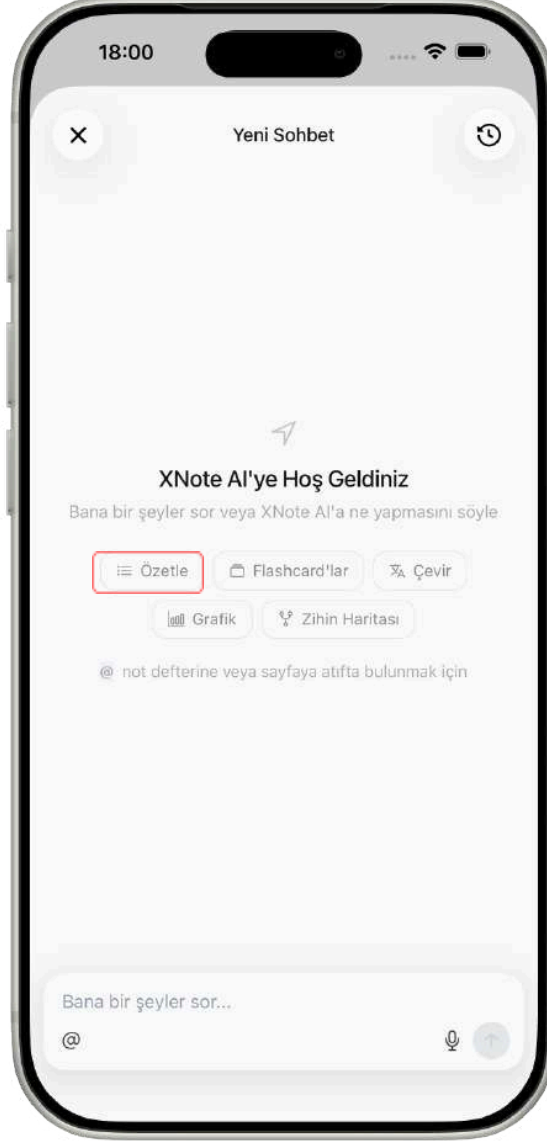 18:00
Yeni Sohbet
XNote AI'ye Hoş Geldiniz
Bana bir şeyler sor veya XNote AI'a ne yapmasını söyle
Özetle
Flashcard'lar
Çevir
Grafik
Zihin Haritası
@ not defterine veya sayfaya atıfta bulunmak için
Bana bir şeyler sor...
@